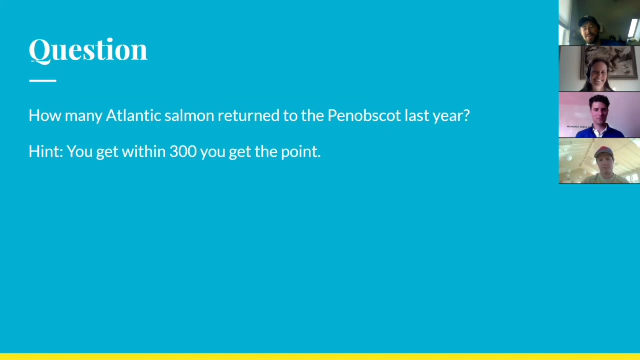 Question
How many Atlantic salmon returned to the Penobscot last year?
Hint: You get within 300 you get the point.